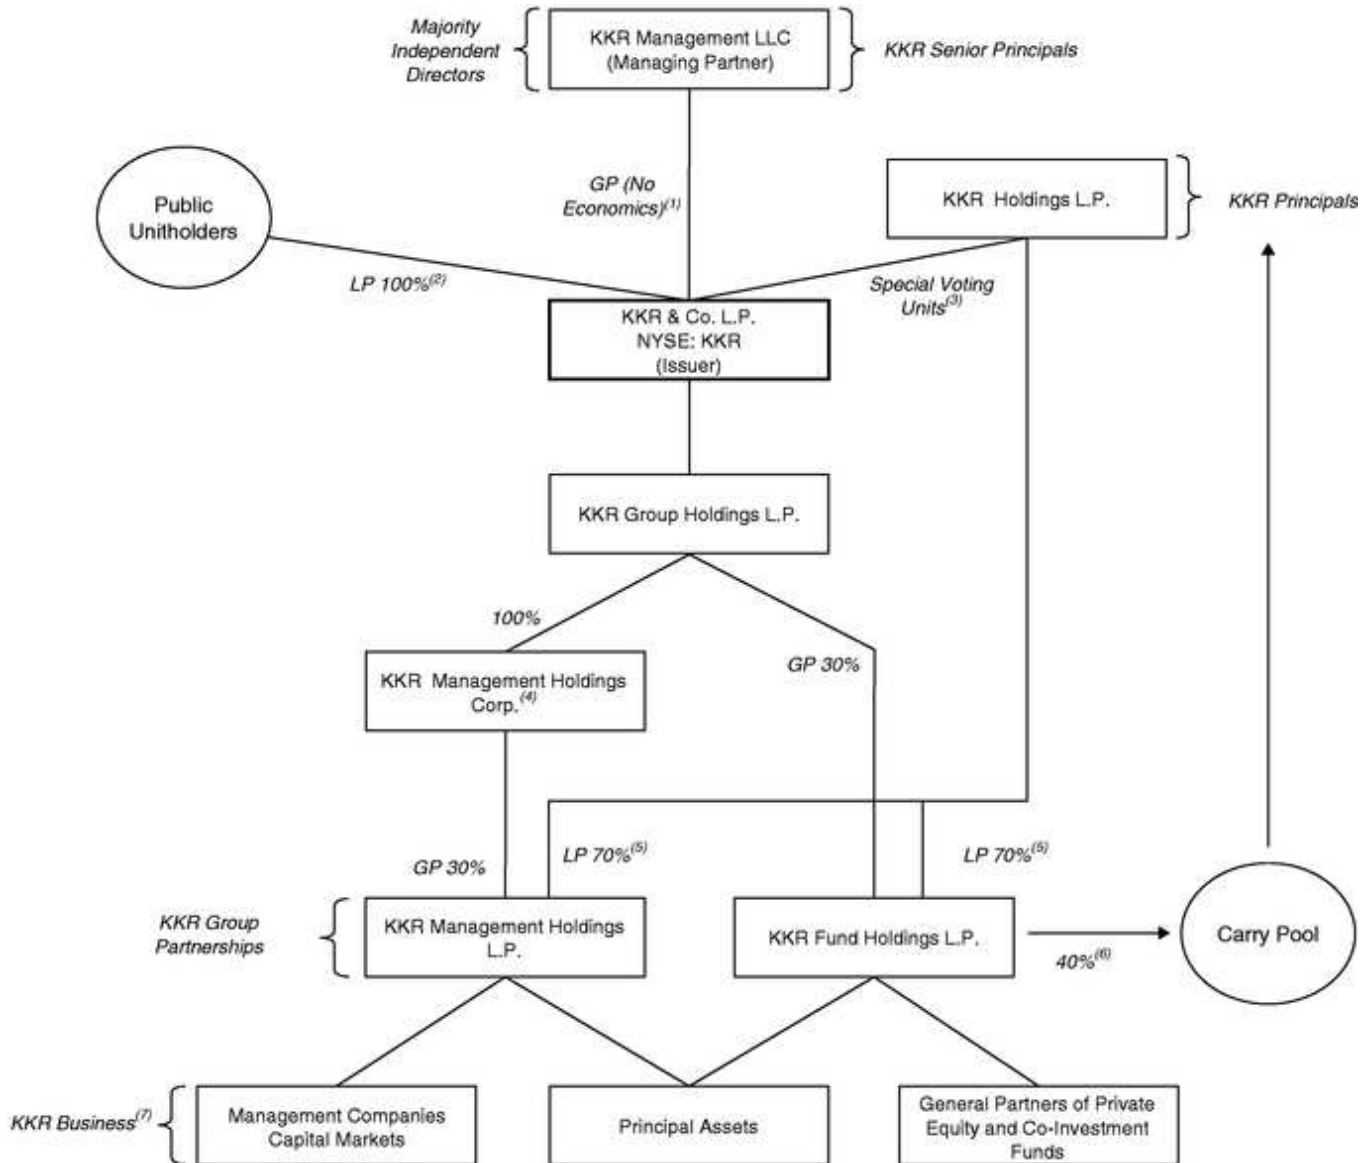 Majority
Independent
Directors
KKR Management LLC
(Managing Partner)
KKR Senior Principals
Public
Unitholders
GP (No
Economics)(1)
KKR Holdings L.P.
KKR Principals
LP 100%(2)
Special Voting
Units(3)
KKR & Co. L.P.
NYSE: KKR
(Issuer)
KKR Group Holdings L.P.
100%
GP 30%
KKR Management Holdings
Corp.(4)
GP 30%
LP 70%(5)
LP 70%(5)
KKR Group
Partnerships
KKR Management Holdings
L.P.
KKR Fund Holdings L.P.
40%(6)
Carry Pool
KKR Business(7)
Management Companies
Capital Markets
Principal Assets
General Partners of Private
Equity and Co-Investment
Funds